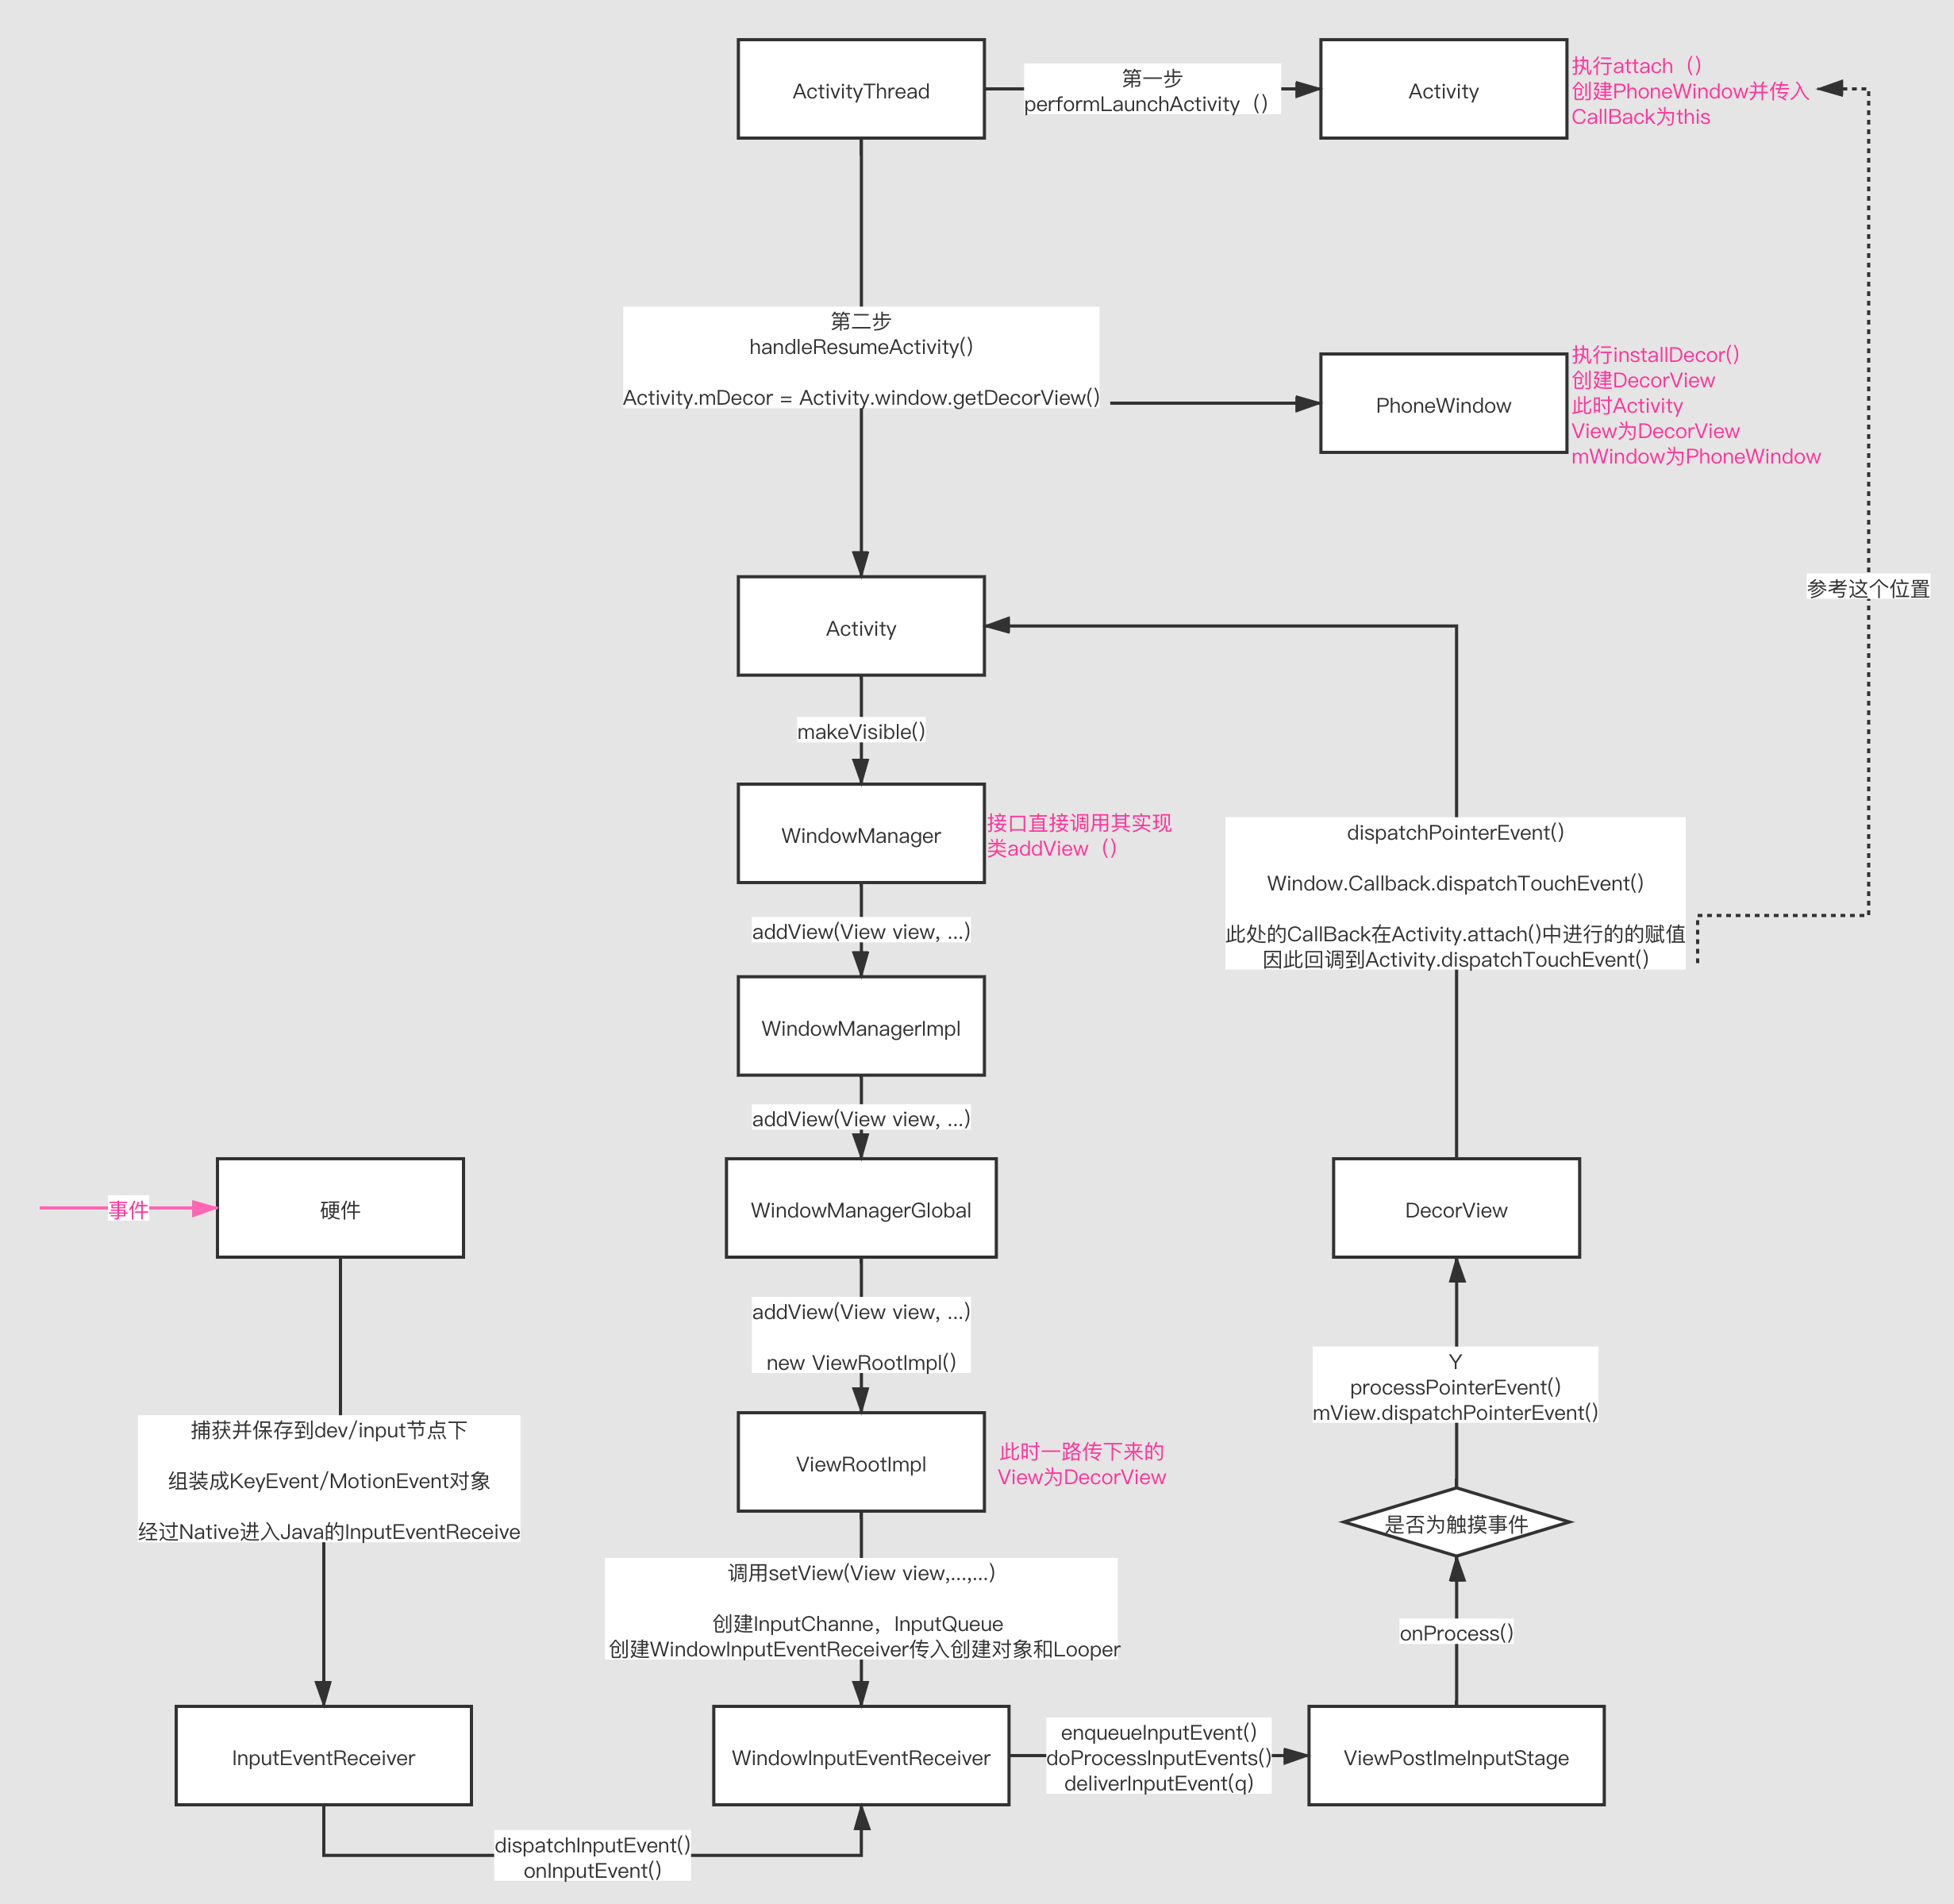 ActivityThread
第一步
performLaunchActivity（）
Activity
执行attach（）
创建PhoneWindow并传入
CallBack为this
第二步
handleResumeActivity()
Activity.mDecor = Activity.window.getDecorView()
PhoneWindow
执行installDecor()
创建DecorView
此时Activity
View为DecorView
mWindow为PhoneWindow
参考这个位置
Activity
makeVisible()
WindowManager
接口直接调用其实现
类addView（）
dispatchPointerEvent()
Window.Callback.dispatchTouchEvent()
此处的CallBack在Activity.attach()中进行的的赋值
因此回调到Activity.dispatchTouchEvent()
addView(View view, ...)
WindowManagerImpl
addView(View view, ...)
事件
硬件
WindowManagerGlobal
DecorView
addView(View view, ...)
new ViewRootImpl()
Y
processPointerEvent()
mView.dispatchPointerEvent()
捕获并保存到dev/input节点下
组装成KeyEvent/MotionEvent对象
经过Native进入Java的InputEventReceive
ViewRootImpl
此时一路传下来的
View为DecorView
是否为触摸事件
调用setView(View view,...,...)
创建InputChanne，InputQueue
创建WindowInputEventReceiver传入创建对象和Looper
onProcess()
InputEventReceiver
WindowInputEventReceiver
enqueueInputEvent()
doProcessInputEvents()
deliverInputEvent(q)
ViewPostImeInputStage
dispatchInputEvent()
onInputEvent()